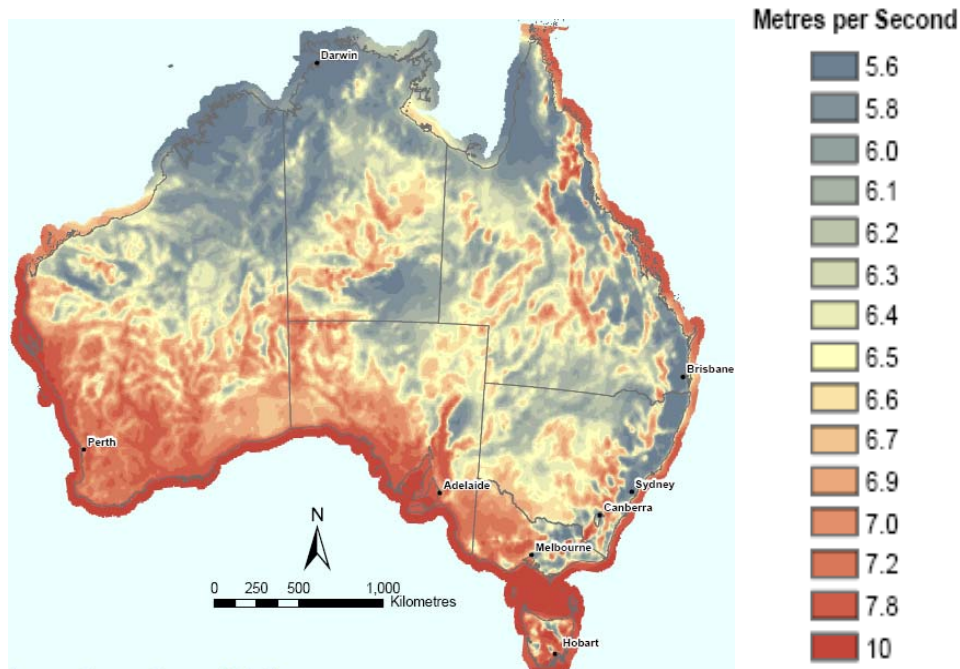 Metres per Second
5.6
5.8
6.0
6.1
6.2
6.3
6.4
6.5
6.6
6.7
6.9
7.0
7.2
7.8
10
Darwin
Brisbane
Perth
Adelaide
Sydney
Canberra
Melbourne
Hobart
N
0 250 500 1,000
Kilometres